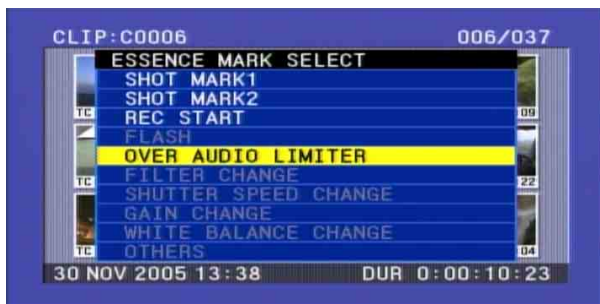 CLIP:C0006 006/037
ESSENCE MARK SELECT
SHOT MARK1
SHOT MARK2
TC REC START 09
FLASH
OVER AUDIO LIMITER
TC FILTER CHANGE 22
SHUTTER SPEED CHANGE
GAIN CHANGE
WHITE BALANCE CHANGE
TC OTHERS 04
30 NOV 2005 13:38 DUR 0:00:10:23